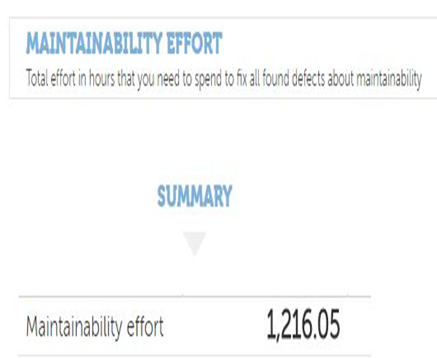 MAINTAINABILITY EFFORT
Total effort in hours that you need to spend to fix all found defects about maintainability
SUMMARY
Maintainability effort 1,216.05